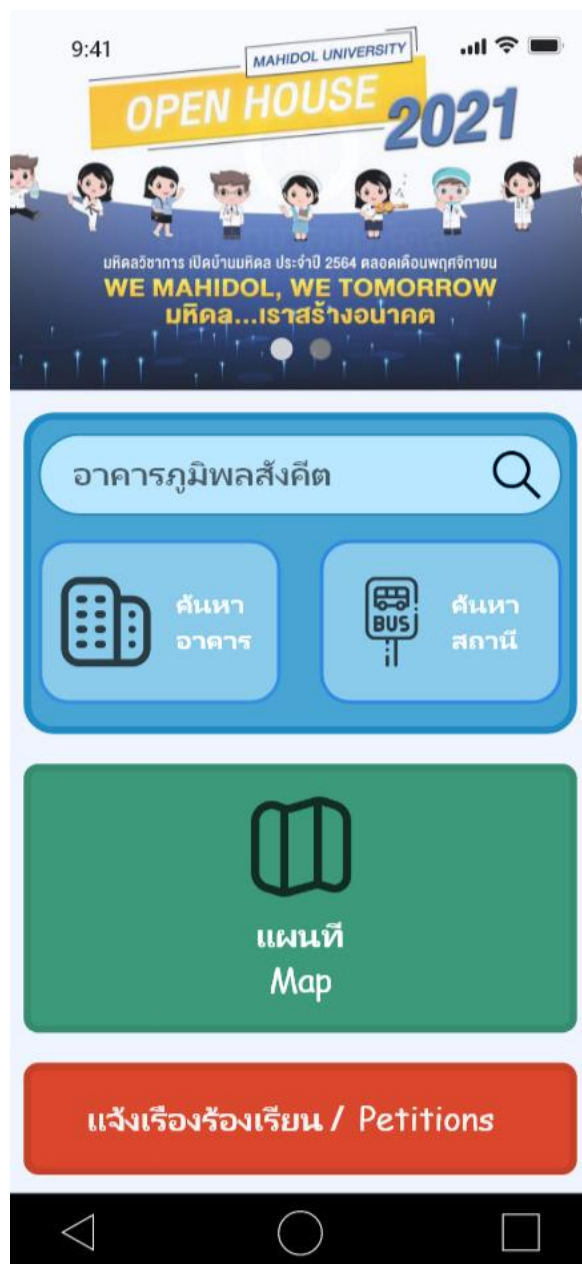 9:41
MAHIDOL UNIVERSITY
OPEN HOUSE
2021
มหิดลวิชาการ เปิดบ้านมหิดล ประจำปี 2564 ตลอดเดือนพฤศจิกายน
WE MAHIDOL, WE TOMORROW
มหิดล...เราสร้างอนาคต
อาคารภูมิพลสังคีต
ค้นหา
อาคาร
BUS
ค้นหา
สถานี
แผนที่
Map
แจ้งเรื่องร้องเรียน / Petitions